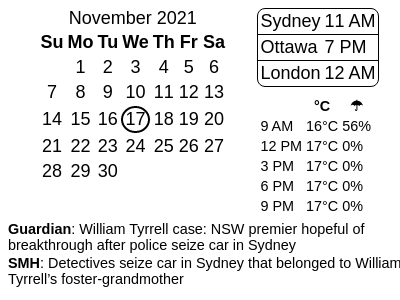 November 2021
Su Mo Tu We Th Fr Sa
1 2 3 4 5 6
7 8 9 10 11 12 13
14 15 16 17 18 19 20
21 22 23 24 25 26 27
28 29 30
Sydney 11 AM
Ottawa 7 PM
London 12 AM
°C ☂
9 AM 16°C 56%
12 PM 17°C 0%
3 PM 17°C 0%
6 PM 17°C 0%
9 PM 17°C 0%
Guardian: William Tyrrell case: NSW premier hopeful of
breakthrough after police seize car in Sydney
SMH: Detectives seize car in Sydney that belonged to William
Tyrrell's foster-grandmother